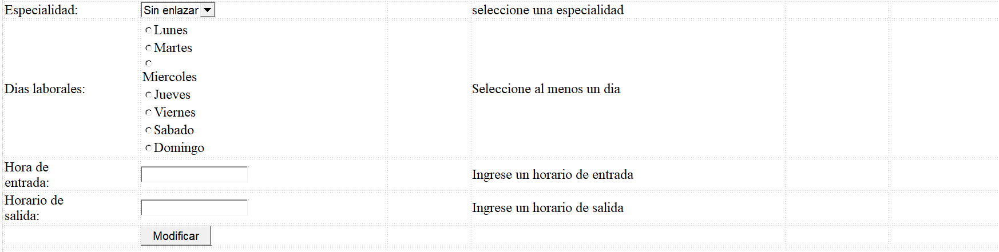 Especialidad:
Sin enlazar
seleccione una especialidad
Lunes
Martes
Miercoles
Dias laborales:
Seleccione al menos un dia
Jueves
Viernes
Sabado
Domingo
Hora de
entrada:
Ingrese un horario de entrada
Horario de
salida:
Ingrese un horario de salida
Modificar